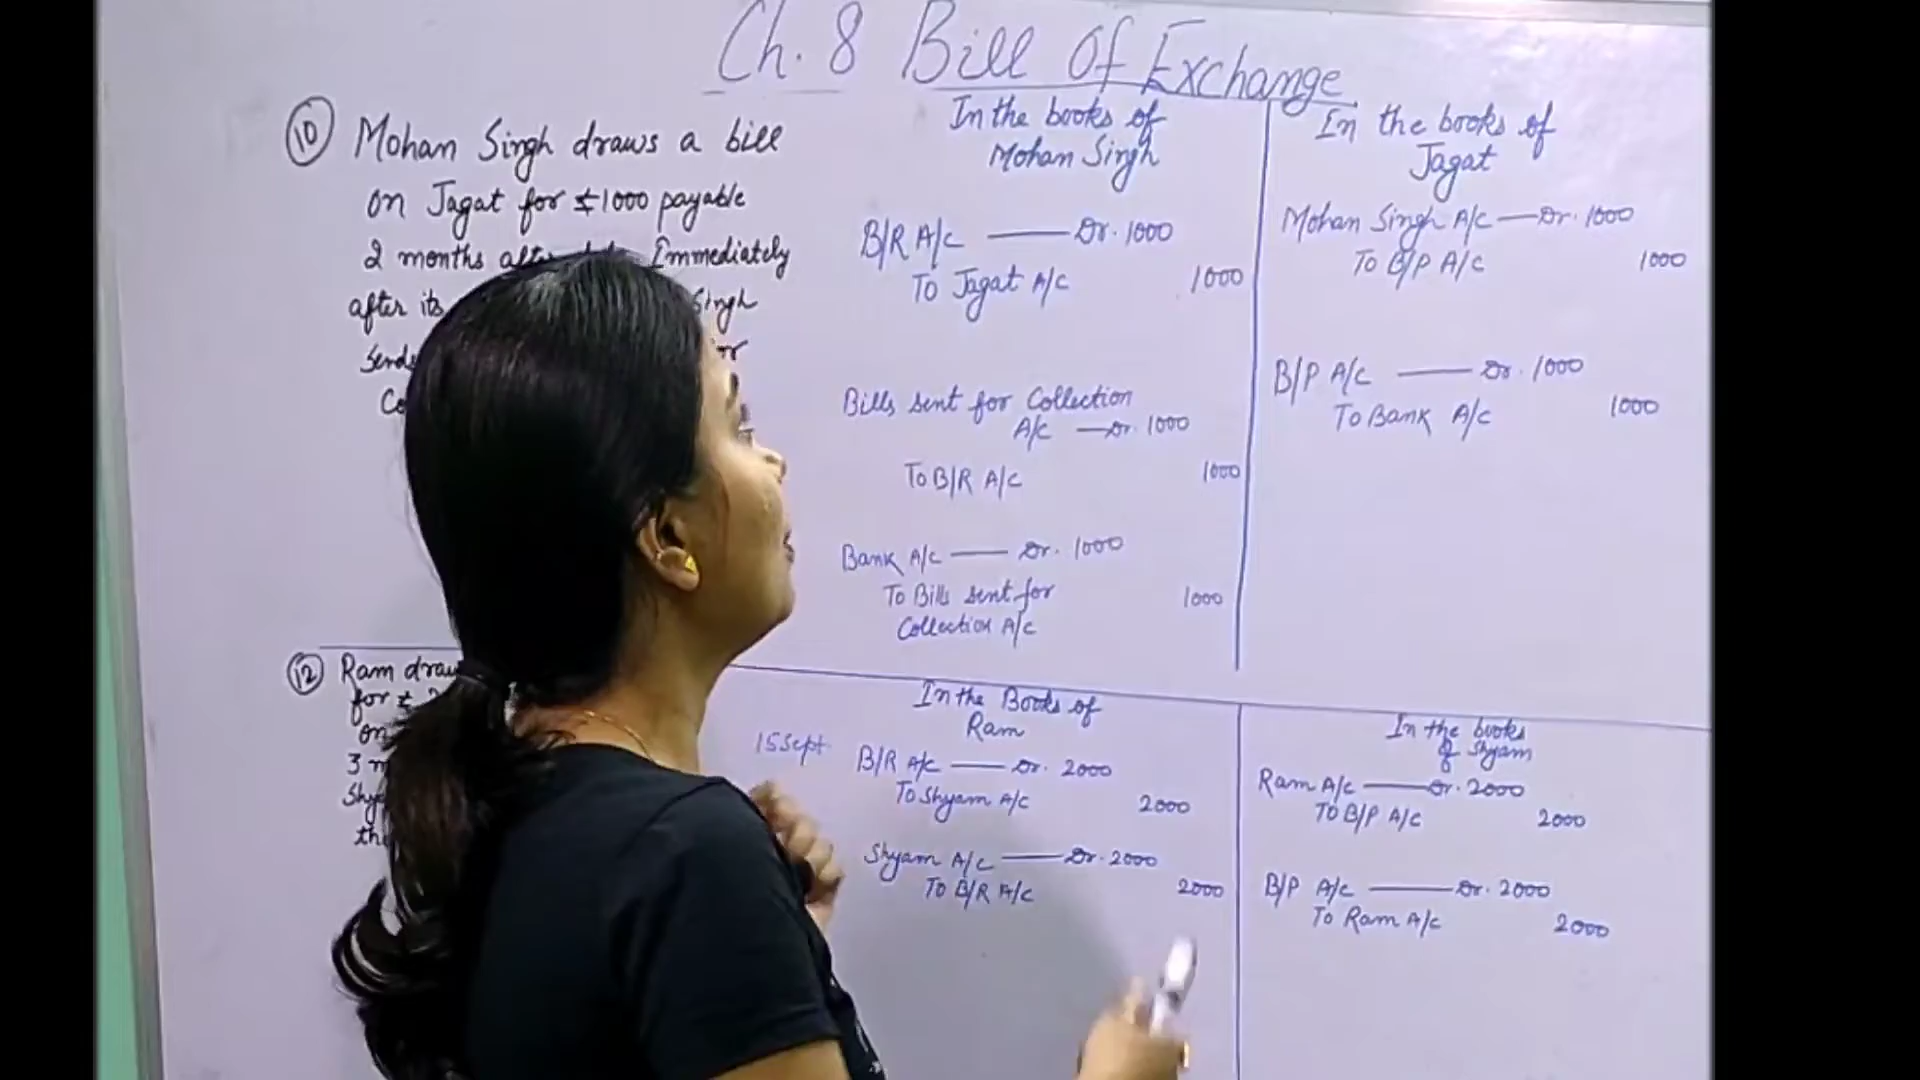 Ch. 8 Bill Of Exchange
10 Mohan Singh draws a bill
on Jagat for ₹1000 payable
2 months Immediately
after its Singh
Sends
In the books of
Mohan Singh
B/R A/c —— Dr. 1000
To Jagat A/c 1000
Bills sent for Collection
A/c — Dr. 1000
To B/R A/c 1000
Bank A/c —— Dr. 1000
To Bills sent for 1000
Collection A/c
In the books of
Jagat
Mohan Singh A/c — Dr. 1000
To B/P A/c 1000
B/P A/c —— Dr. 1000
To Bank A/c 1000
12 Ram
for ₹
on
3
In the Books of
Ram
15 Sept. B/R A/c —— Dr. 2000
To Shyam A/c 2000
Shyam A/c —— Dr. 2000
To B/R A/c 2000
In the books
of Shyam
Ram A/c —— Dr. 2000
To B/P A/c 2000
B/P A/c —— Dr. 2000
To Ram A/c 2000